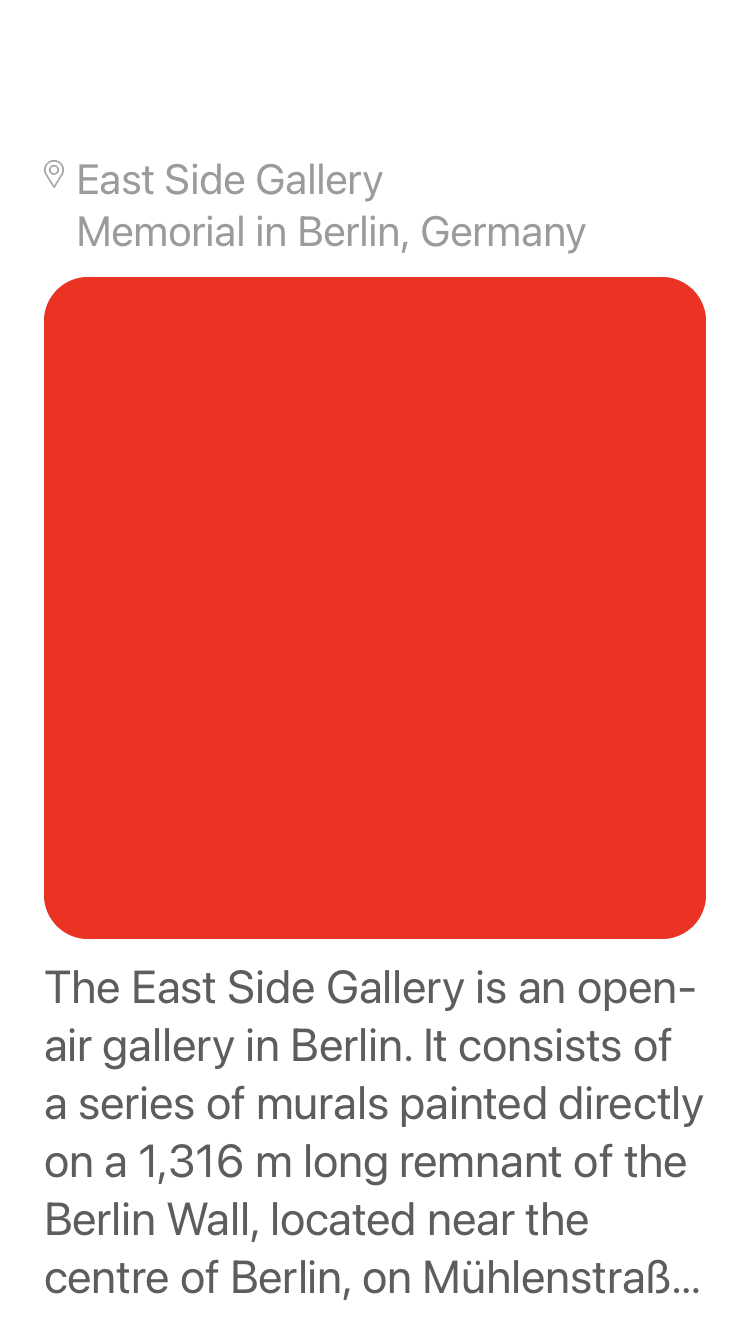 East Side Gallery
Memorial in Berlin, Germany
The East Side Gallery is an open-
air gallery in Berlin. It consists of
a series of murals painted directly
on a 1,316 m long remnant of the
Berlin Wall, located near the
centre of Berlin, on Mühlenstraß...